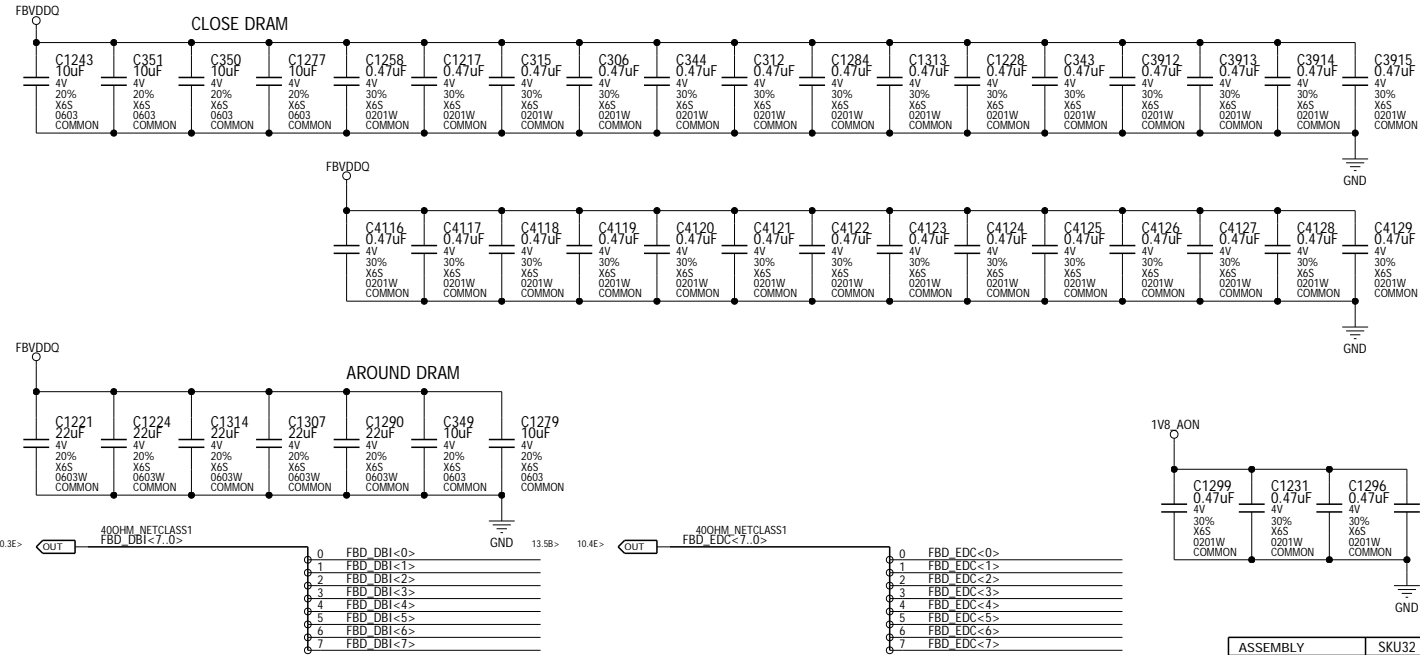 FBVDDQ
CLOSE DRAM
C1243 C351 C350 C1277 C1258 C1217 C315 C306 C344 C312 C1284 C1313 C1228 C343 C3912 C3913 C3914 C3915
10uF 10uF 10uF 10uF 0.47uF 0.47uF 0.47uF 0.47uF 0.47uF 0.47uF 0.47uF 0.47uF 0.47uF 0.47uF 0.47uF 0.47uF 0.47uF 0.47uF
4V 4V 4V 4V 4V 4V 4V 4V 4V 4V 4V 4V 4V 4V 4V 4V 4V 4V
20% 20% 20% 20% 30% 30% 30% 30% 30% 30% 30% 30% 30% 30% 30% 30% 30% 30%
X6S X6S X6S X6S X6S X6S X6S X6S X6S X6S X6S X6S X6S X6S X6S X6S X6S X6S
0603 0603 0603 0603 0201W 0201W 0201W 0201W 0201W 0201W 0201W 0201W 0201W 0201W 0201W 0201W 0201W 0201W
COMMON COMMON COMMON COMMON COMMON COMMON COMMON COMMON COMMON COMMON COMMON COMMON COMMON COMMON COMMON COMMON COMMON COMMON
GND
FBVDDQ
C4116 C4117 C4118 C4119 C4120 C4121 C4122 C4123 C4124 C4125 C4126 C4127 C4128 C4129
0.47uF 0.47uF 0.47uF 0.47uF 0.47uF 0.47uF 0.47uF 0.47uF 0.47uF 0.47uF 0.47uF 0.47uF 0.47uF 0.47uF
4V 4V 4V 4V 4V 4V 4V 4V 4V 4V 4V 4V 4V 4V
30% 30% 30% 30% 30% 30% 30% 30% 30% 30% 30% 30% 30% 30%
X6S X6S X6S X6S X6S X6S X6S X6S X6S X6S X6S X6S X6S X6S
0201W 0201W 0201W 0201W 0201W 0201W 0201W 0201W 0201W 0201W 0201W 0201W 0201W 0201W
COMMON COMMON COMMON COMMON COMMON COMMON COMMON COMMON COMMON COMMON COMMON COMMON COMMON COMMON
GND
FBVDDQ
AROUND DRAM
C1221 C1224 C1314 C1307 C1290 C349 C1279
22uF 22uF 22uF 22uF 22uF 10uF 10uF
4V 4V 4V 4V 4V 4V 4V
20% 20% 20% 20% 20% 20% 20%
X6S X6S X6S X6S X6S X6S X6S
0603W 0603W 0603W 0603W 0603W 0603 0603
COMMON COMMON COMMON COMMON COMMON COMMON COMMON
GND
1V8_AON
C1299 C1231 C1296
0.47uF 0.47uF 0.47uF
4V 4V 4V
30% 30% 30%
X6S X6S X6S
0201W 0201W 0201W
COMMON COMMON COMMON
GND
0.3E> OUT 40OHM_NETCLASS1
FBD_DBI<7..0>
0 FBD_DBI<0>
1 FBD_DBI<1>
2 FBD_DBI<2>
3 FBD_DBI<3>
4 FBD_DBI<4>
5 FBD_DBI<5>
6 FBD_DBI<6>
7 FBD_DBI<7>
13.5B> 10.4E> OUT 40OHM_NETCLASS1
FBD_EDC<7..0>
0 FBD_EDC<0>
1 FBD_EDC<1>
2 FBD_EDC<2>
3 FBD_EDC<3>
4 FBD_EDC<4>
5 FBD_EDC<5>
6 FBD_EDC<6>
7 FBD_EDC<7>
ASSEMBLY SKU32